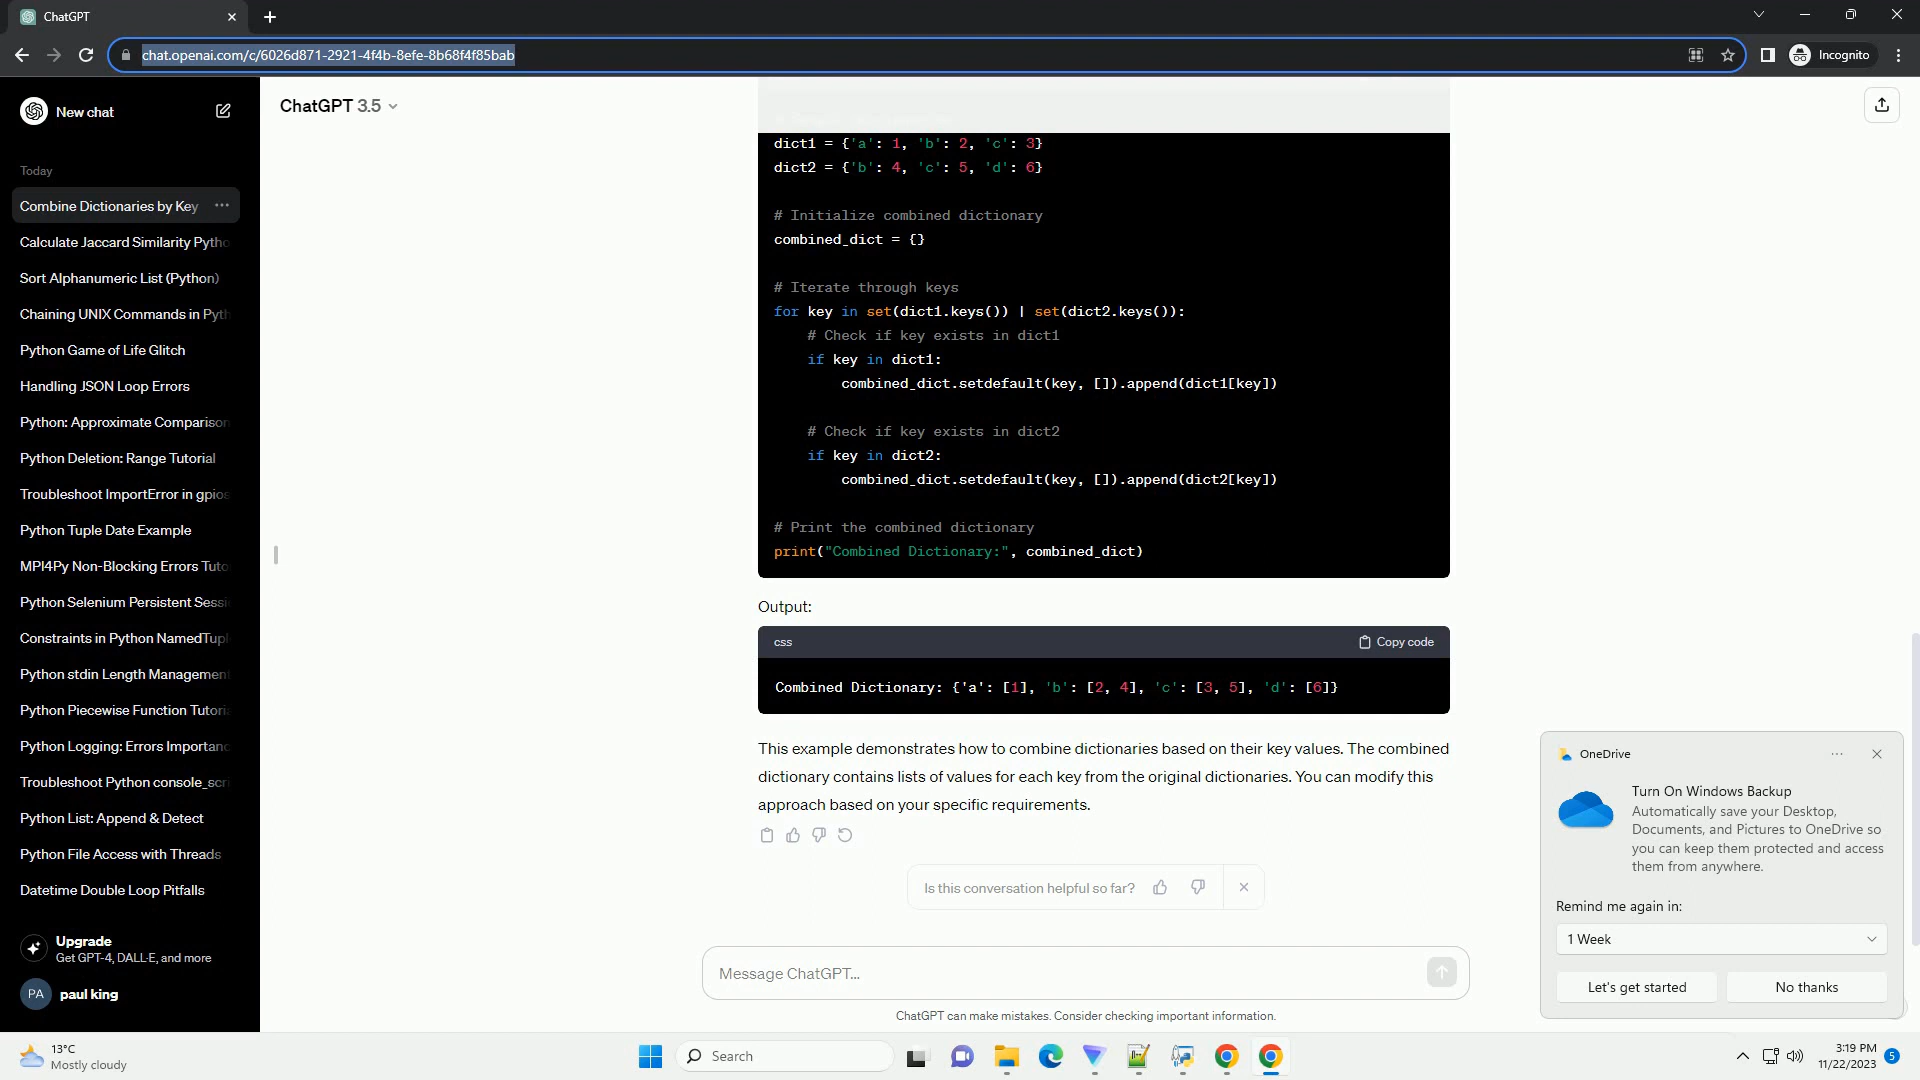 ChatGPT
chat.openai.com/c/6026d871-2921-4f4b-8efe-8b68f4f85bab
Incognito
New chat
Today
Combine Dictionaries by Key
Calculate Jaccard Similarity Pytho
Sort Alphanumeric List (Python)
Chaining UNIX Commands in Pyth
Python Game of Life Glitch
Handling JSON Loop Errors
Python: Approximate Comparison
Python Deletion: Range Tutorial
Troubleshoot ImportError in gpios
Python Tuple Date Example
MPI4Py Non-Blocking Errors Tuto
Python Selenium Persistent Sessi
Constraints in Python NamedTupl
Python stdin Length Management
Python Piecewise Function Tutoria
Python Logging: Errors Importanc
Troubleshoot Python console_scri
Python List: Append & Detect
Python File Access with Threads
Datetime Double Loop Pitfalls
Upgrade
Get GPT-4, DALL·E, and more
PA
paul king
ChatGPT 3.5
dict1 = {'a': 1, 'b': 2, 'c': 3}
dict2 = {'b': 4, 'c': 5, 'd': 6}
# Initialize combined dictionary
combined_dict = {}
# Iterate through keys
for key in set(dict1.keys()) | set(dict2.keys()):
# Check if key exists in dict1
if key in dict1:
combined_dict.setdefault(key, []).append(dict1[key])
# Check if key exists in dict2
if key in dict2:
combined_dict.setdefault(key, []).append(dict2[key])
# Print the combined dictionary
print("Combined Dictionary:", combined_dict)
Output:
css
Copy code
Combined Dictionary: {'a': [1], 'b': [2, 4], 'c': [3, 5], 'd': [6]}
This example demonstrates how to combine dictionaries based on their key values. The combined
dictionary contains lists of values for each key from the original dictionaries. You can modify this
approach based on your specific requirements.
Is this conversation helpful so far?
Message ChatGPT...
ChatGPT can make mistakes. Consider checking important information.
OneDrive
Turn On Windows Backup
Automatically save your Desktop,
Documents, and Pictures to OneDrive so
you can keep them protected and access
them from anywhere.
Remind me again in:
1 Week
Let's get started
No thanks
13°C
Mostly cloudy
Search
3:19 PM
11/22/2023
5